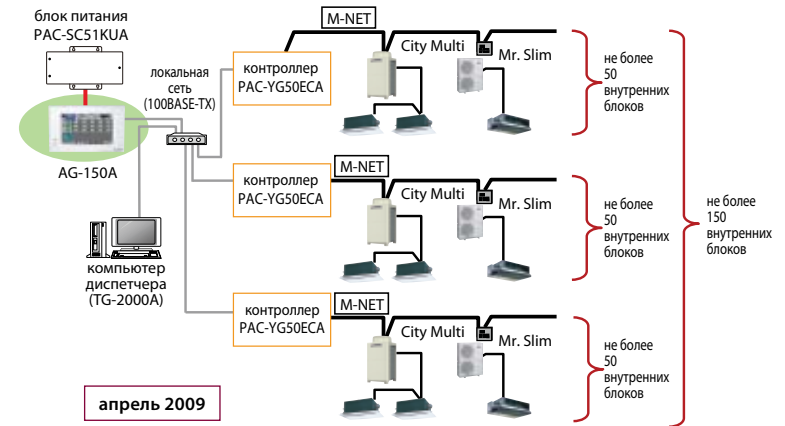 блок питания
PAC-SC51KUA
AG-150A
локальная
сеть
(100BASE-TX)
компьютер
диспетчера
(TG-2000A)
контроллер
PAC-YG50ECA
M-NET
City Multi
Mr. Slim
не более
50
внутренних
блоков
контроллер
PAC-YG50ECA
M-NET
City Multi
Mr. Slim
не более
50
внутренних
блоков
контроллер
PAC-YG50ECA
M-NET
City Multi
Mr. Slim
не более
50
внутренних
блоков
не более
150
внутренних
блоков
апрель 2009